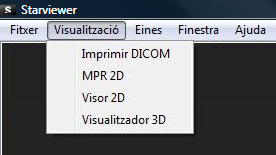 Starviewer
Fitxer Visualització Eines Finestra Ajuda
Imprimir DICOM
MPR 2D
Visor 2D
Visualitzador 3D